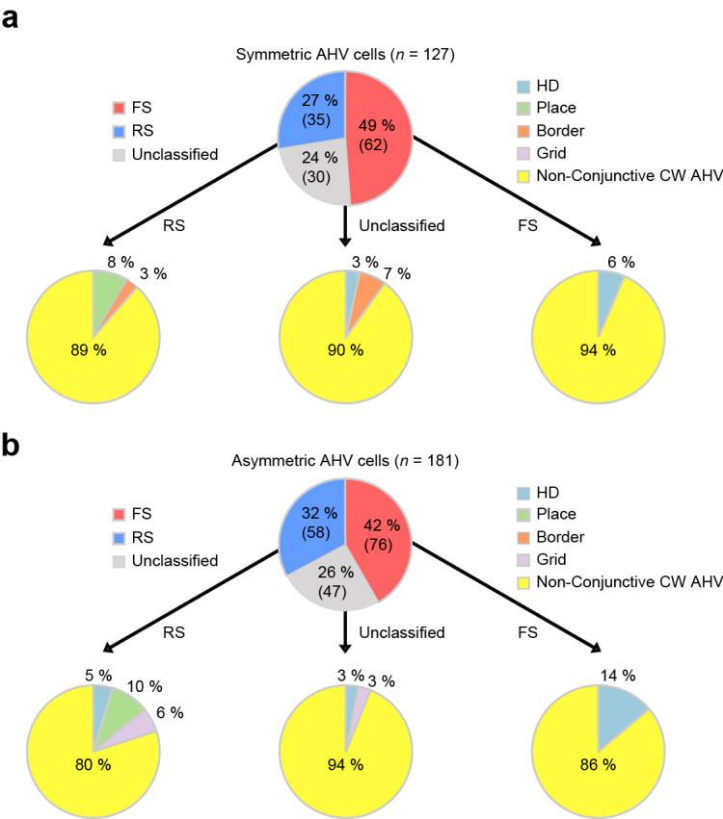 a
Symmetric AHV cells (n = 127)
FS
RS
Unclassified
27 %
(35)
49 %
(62)
24 %
(30)
HD
Place
Border
Grid
Non-Conjunctive CW AHV
RS
Unclassified
FS
8 %
3 %
89 %
3 %
7 %
90 %
6 %
94 %
b
Asymmetric AHV cells (n = 181)
FS
RS
Unclassified
32 %
(58)
42 %
(76)
26 %
(47)
HD
Place
Border
Grid
Non-Conjunctive CW AHV
RS
Unclassified
FS
5 %
10 %
6 %
80 %
3 %
3 %
94 %
14 %
86 %